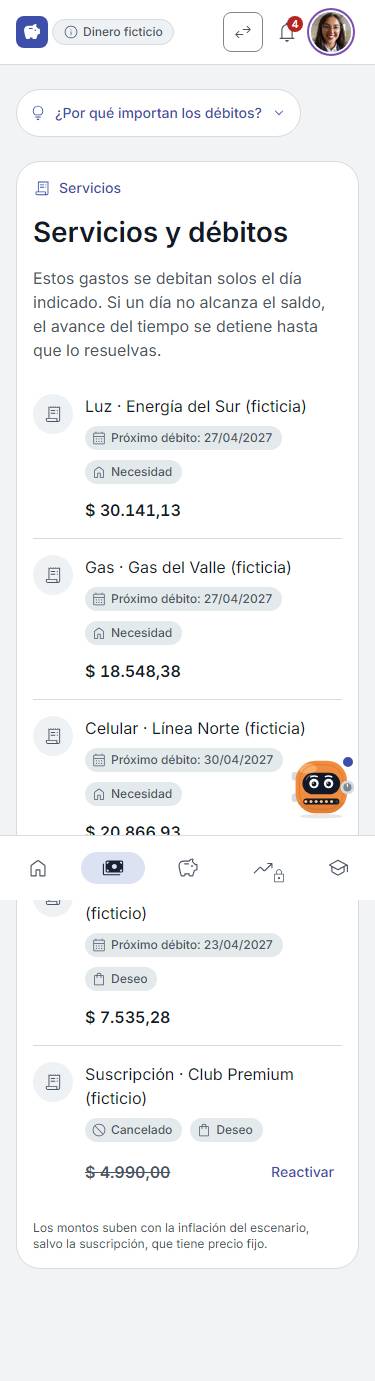 Dinero ficticio
4
¿Por qué importan los débitos?
Servicios
Servicios y débitos
Estos gastos se debitan solos el día
indicado. Si un día no alcanza el saldo,
el avance del tiempo se detiene hasta
que lo resuelvas.
Luz · Energía del Sur (ficticia)
Próximo débito: 27/04/2027
Necesidad
$ 30.141,13
Gas · Gas del Valle (ficticia)
Próximo débito: 27/04/2027
Necesidad
$ 18.548,38
Celular · Línea Norte (ficticia)
Próximo débito: 30/04/2027
Necesidad
$ 20.866,93
(ficticio)
Próximo débito: 23/04/2027
Deseo
$ 7.535,28
Suscripción · Club Premium
(ficticio)
Cancelado
Deseo
$ 4.990,00
Reactivar
Los montos suben con la inflación del escenario,
salvo la suscripción, que tiene precio fijo.